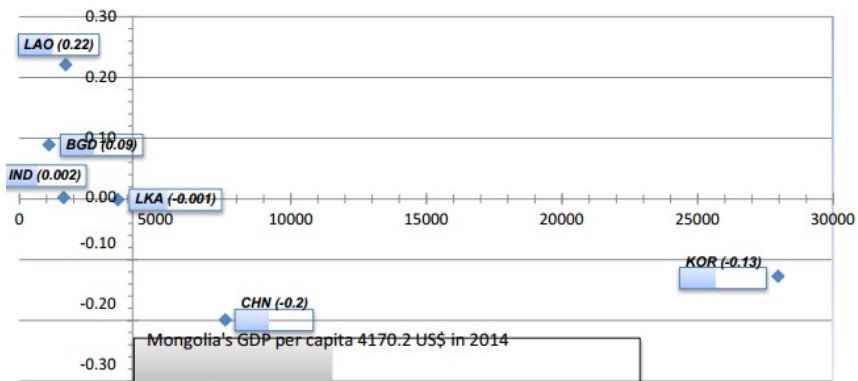 0.30
LAO (0.22)
0.20
0.10
BGD (0.09)
IND (0.002)
0.00
LKA (-0.001)
0 5000 10000 15000 20000 25000 30000
-0.10
KOR (-0.13)
-0.20
CHN (-0.2)
Mongolia's GDP per capita 4170.2 US$ in 2014
-0.30